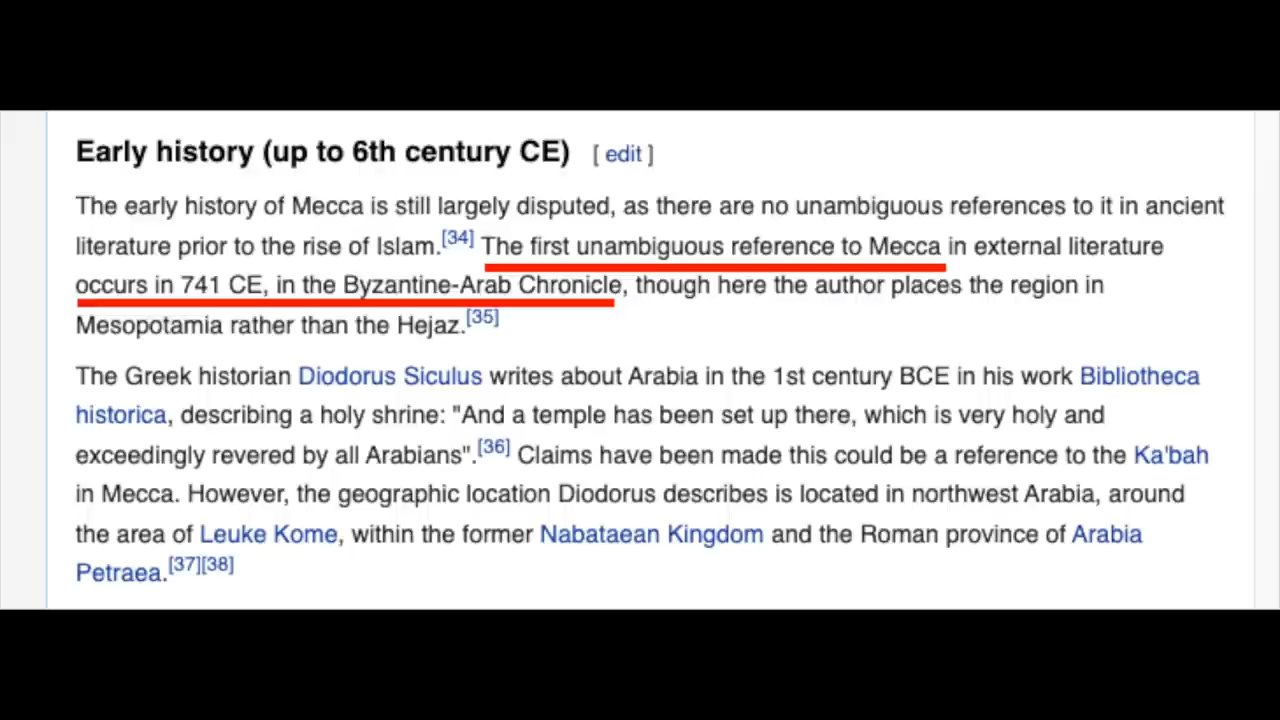 Early history (up to 6th century CE) [ edit ]
The early history of Mecca is still largely disputed, as there are no unambiguous references to it in ancient
literature prior to the rise of Islam.[34] The first unambiguous reference to Mecca in external literature
occurs in 741 CE, in the Byzantine-Arab Chronicle, though here the author places the region in
Mesopotamia rather than the Hejaz.[35]
The Greek historian Diodorus Siculus writes about Arabia in the 1st century BCE in his work Bibliotheca
historica, describing a holy shrine: "And a temple has been set up there, which is very holy and
exceedingly revered by all Arabians".[36] Claims have been made this could be a reference to the Ka'bah
in Mecca. However, the geographic location Diodorus describes is located in northwest Arabia, around
the area of Leuke Kome, within the former Nabataean Kingdom and the Roman province of Arabia
Petraea.[37][38]